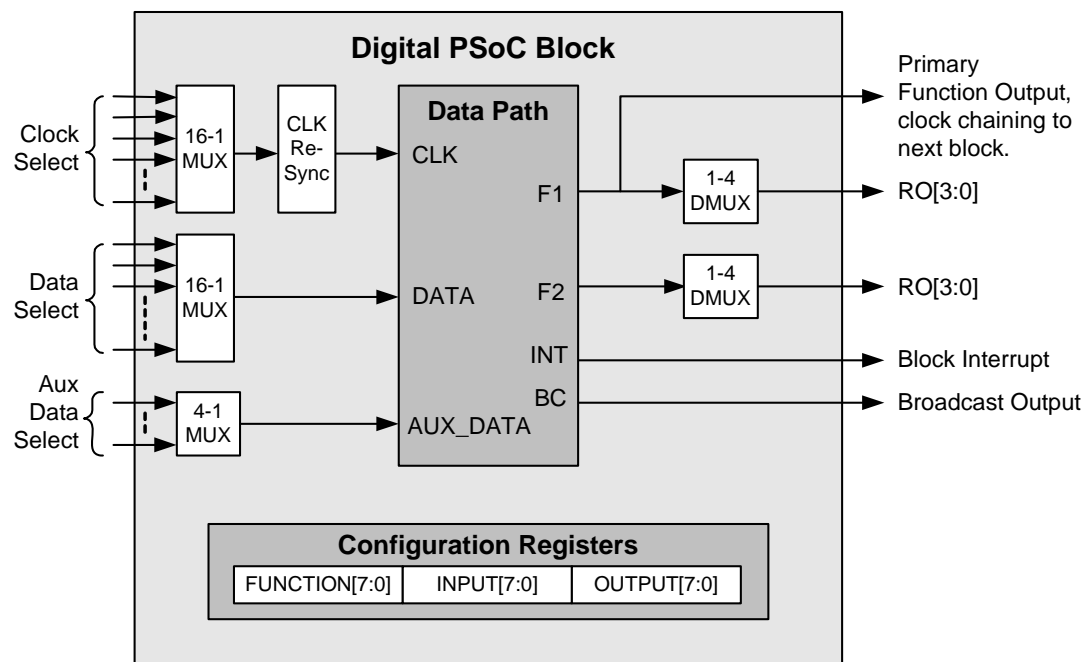 Digital PSoC Block
Clock
Select
16-1
MUX
CLK
Re-
Sync
Data Path
CLK
DATA
AUX_DATA
F1
F2
INT
BC
Data
Select
16-1
MUX
Aux
Data
Select
4-1
MUX
1-4
DMUX
1-4
DMUX
Primary
Function Output,
clock chaining to
next block.
RO[3:0]
RO[3:0]
Block Interrupt
Broadcast Output
Configuration Registers
FUNCTION[7:0] INPUT[7:0] OUTPUT[7:0]